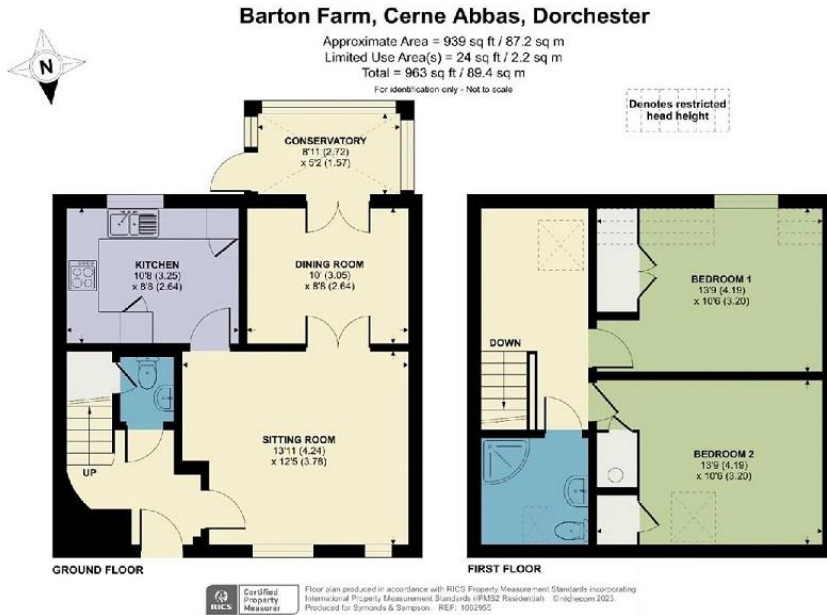 Barton Farm, Cerne Abbas, Dorchester
Approximate Area = 939 sq ft / 87.2 sq m
Limited Use Area(s) = 24 sq ft / 2.2 sq m
Total = 963 sq ft / 89.4 sq m
For identification only - Not to scale
N
Denotes restricted
head height
CONSERVATORY
8'11 (2.72)
x 5'2 (1.57)
KITCHEN
10'8 (3.25)
x 8'8 (2.64)
DINING ROOM
10' (3.05)
x 8'8 (2.64)
SITTING ROOM
13'11 (4.24)
x 12'5 (3.78)
UP
GROUND FLOOR
DOWN
BEDROOM 1
13'9 (4.19)
x 10'6 (3.20)
BEDROOM 2
13'9 (4.19)
x 10'6 (3.20)
FIRST FLOOR
RICS
Certified
Property
Measurer
Floor plan produced in accordance with RICS Property Measurement Standards incorporating
International Property Measurement Standards (IPMS2 Residential). ©nichecom 2023.
Produced for Symonds & Sampson. REF: